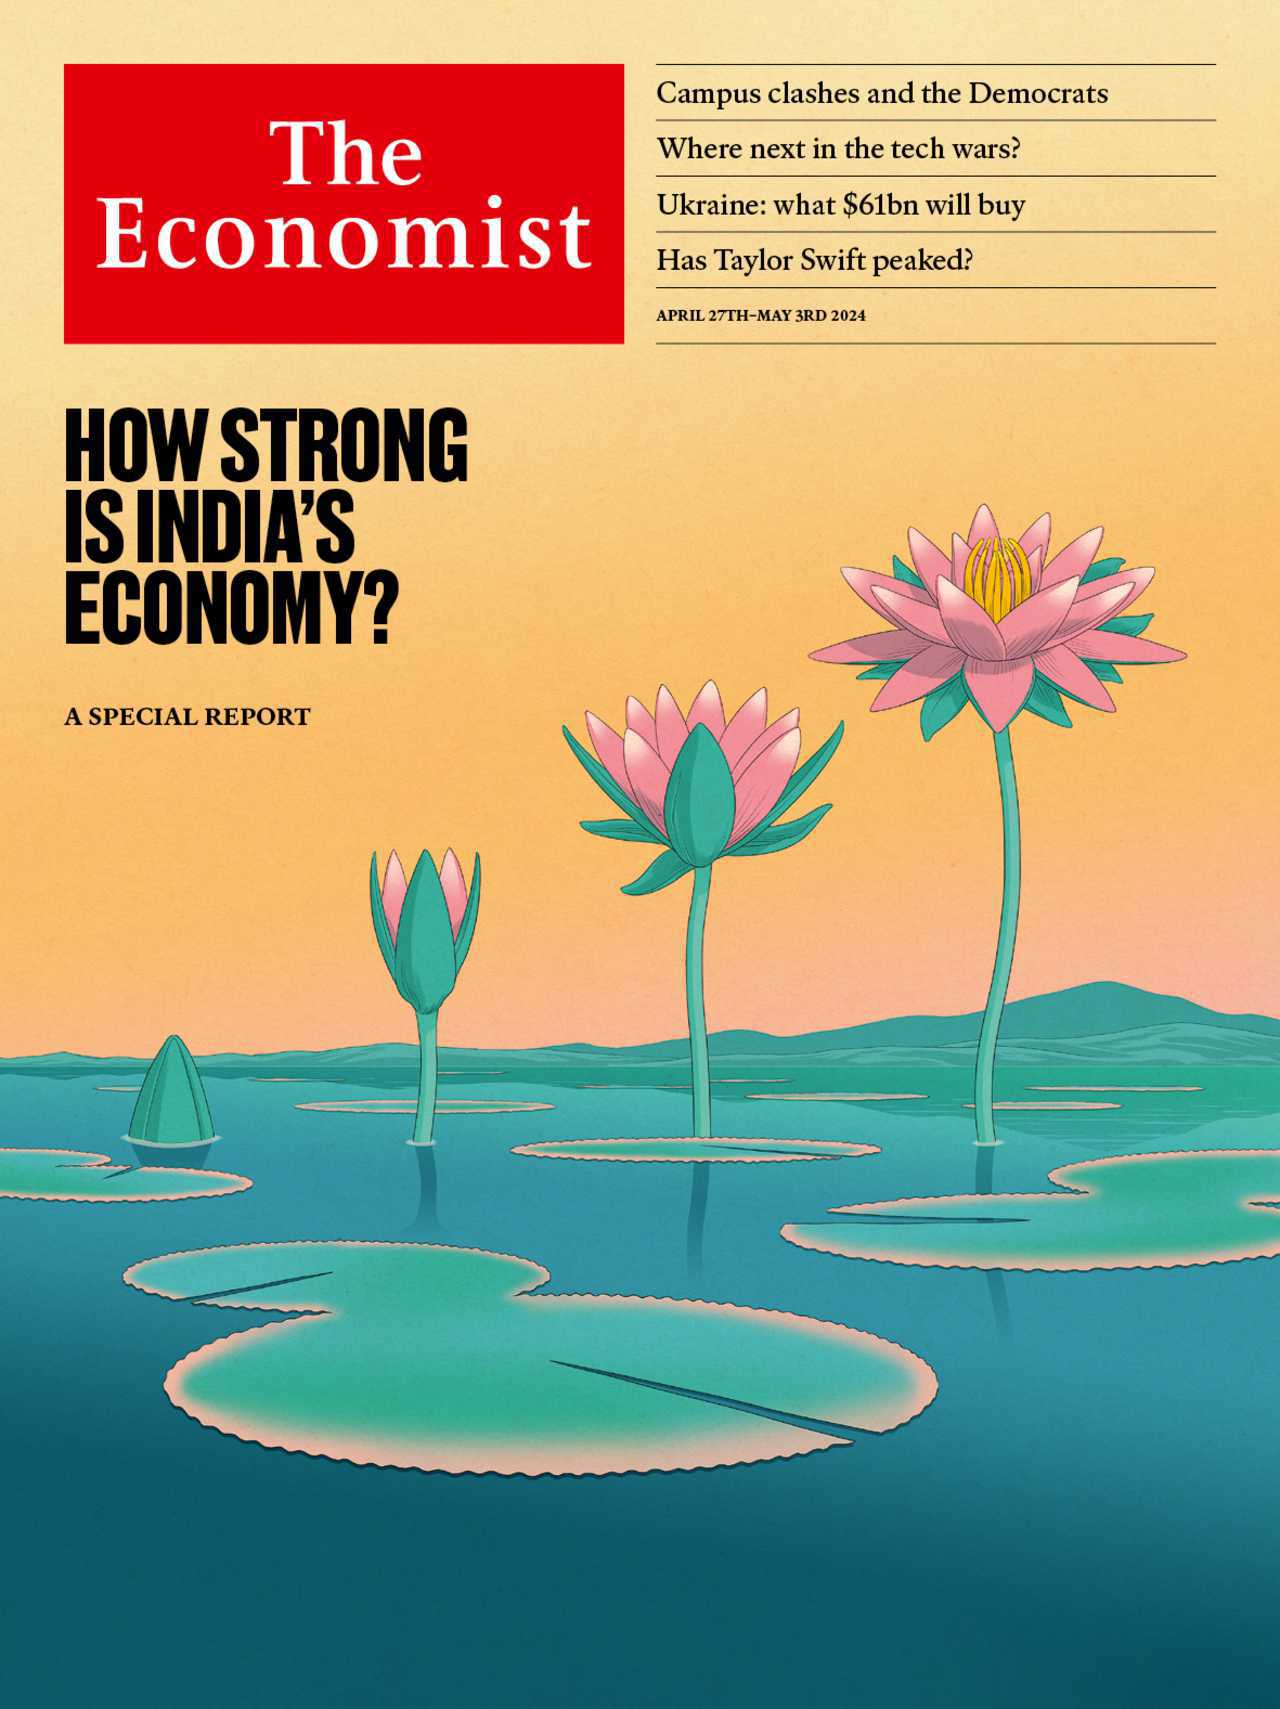 The
Economist
Campus clashes and the Democrats
Where next in the tech wars?
Ukraine: what $61bn will buy
Has Taylor Swift peaked?
APRIL 27TH–MAY 3RD 2024
HOW STRONG
IS INDIA’S
ECONOMY?
A SPECIAL REPORT